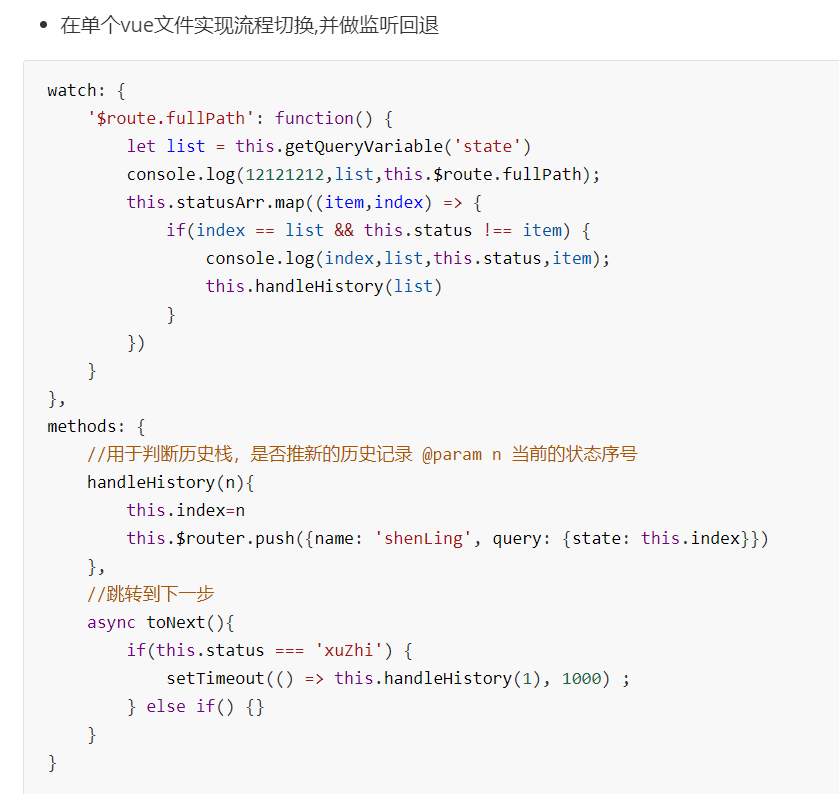 在单个vue文件实现流程切换,并做监听回退
watch: {
    '$route.fullPath': function() {
        let list = this.getQueryVariable('state')
        console.log(12121212,list,this.$route.fullPath);
        this.statusArr.map((item,index) => {
            if(index == list && this.status !== item) {
                console.log(index,list,this.status,item);
                this.handleHistory(list)
            }
        })
    }
},
methods: {
    //用于判断历史栈，是否推新的历史记录 @param n 当前的状态序号
    handleHistory(n){
        this.index=n
        this.$router.push({name: 'shenLing', query: {state: this.index}})
    },
    //跳转到下一步
    async toNext(){
        if(this.status === 'xuZhi') {
            setTimeout(() => this.handleHistory(1), 1000) ;
        } else if() {}
    }
}